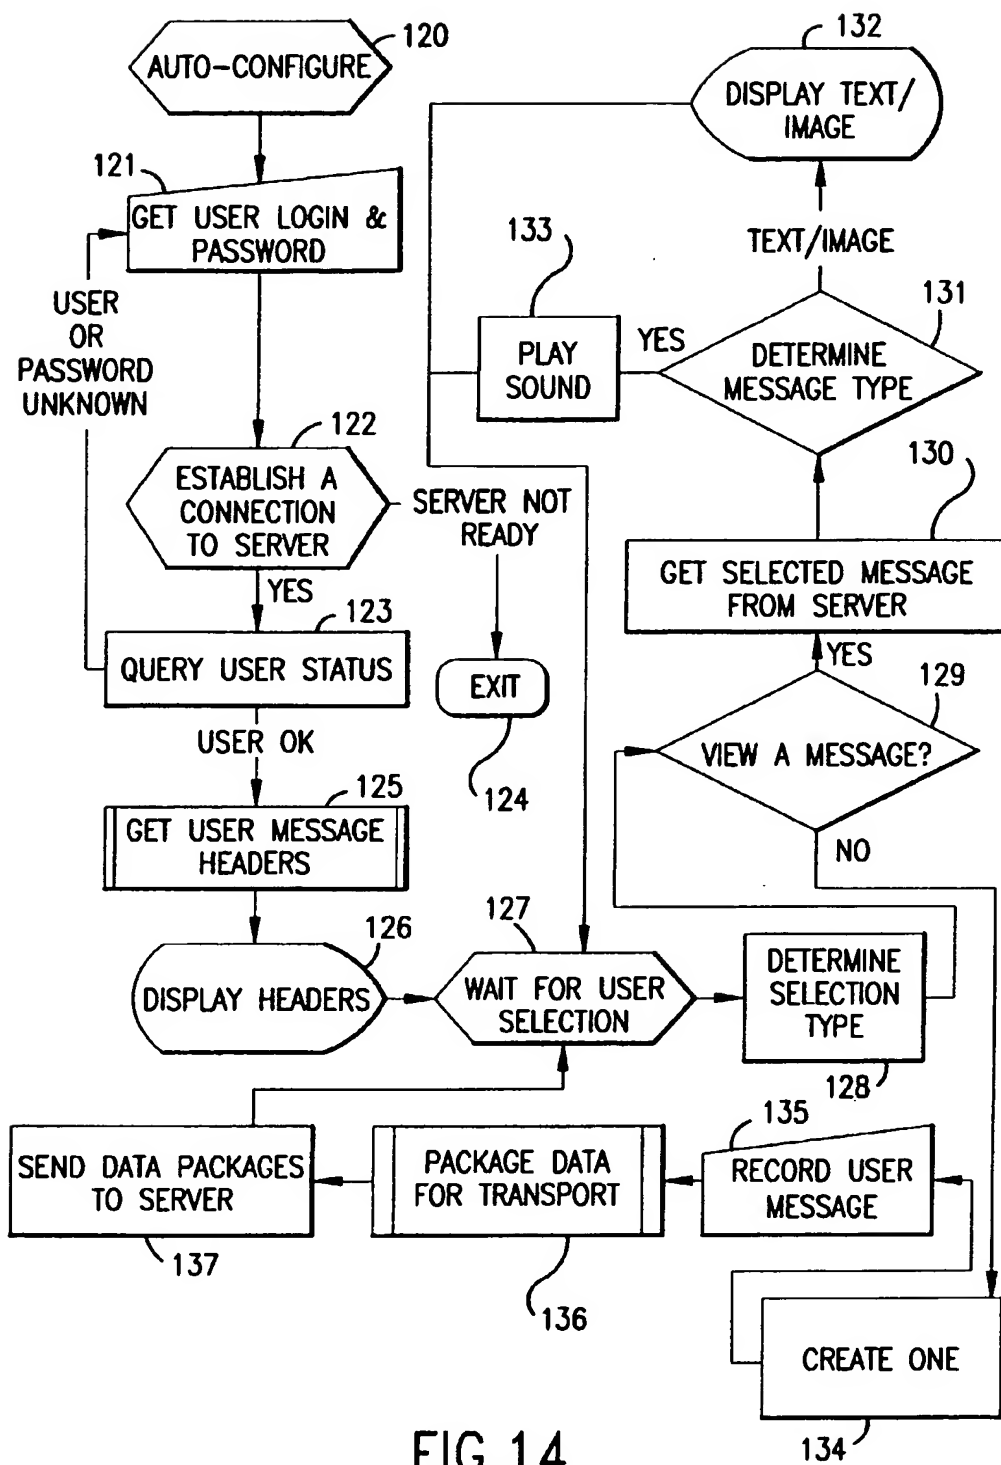 120
AUTO-CONFIGURE
121
GET USER LOGIN &
PASSWORD
USER
OR
PASSWORD
UNKNOWN
122
ESTABLISH A
CONNECTION
TO SERVER
SERVER NOT
READY
YES
123
QUERY USER STATUS
EXIT
124
USER OK
125
GET USER MESSAGE
HEADERS
126
DISPLAY HEADERS
127
WAIT FOR USER
SELECTION
DETERMINE
SELECTION
TYPE
128
VIEW A MESSAGE?
129
YES
NO
GET SELECTED MESSAGE
FROM SERVER
130
DETERMINE
MESSAGE TYPE
131
TEXT/IMAGE
YES
132
DISPLAY TEXT/
IMAGE
133
PLAY
SOUND
CREATE ONE
134
135
RECORD USER
MESSAGE
PACKAGE DATA
FOR TRANSPORT
136
SEND DATA PACKAGES
TO SERVER
137
FIG.14